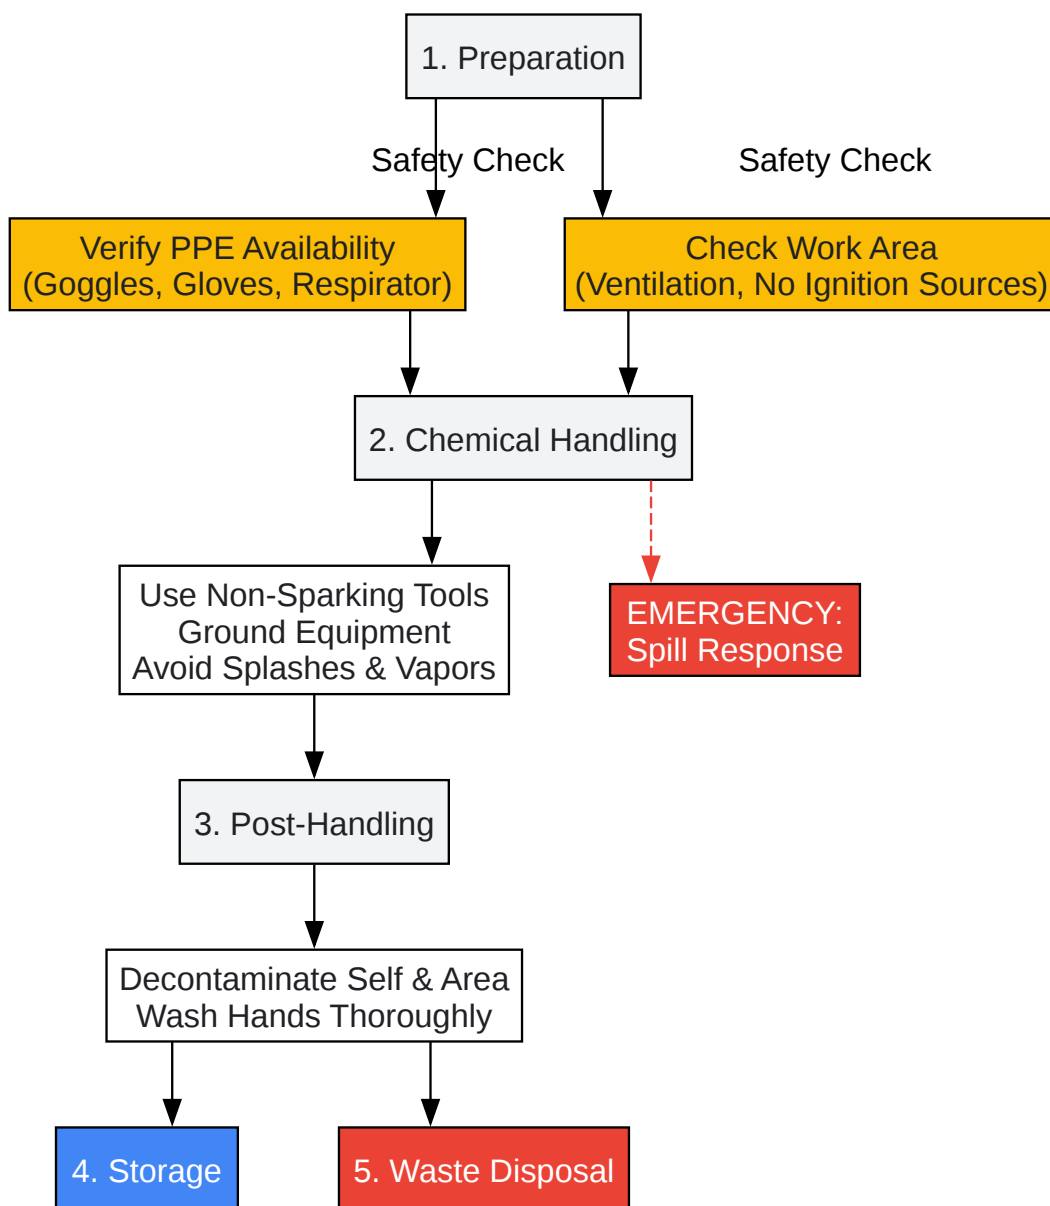 1. Preparation
Safety Check
Safety Check
Verify PPE Availability
(Goggles, Gloves, Respirator)
Check Work Area
(Ventilation, No Ignition Sources)
2. Chemical Handling
Use Non-Sparking Tools
Ground Equipment
Avoid Splashes & Vapors
EMERGENCY:
Spill Response
3. Post-Handling
Decontaminate Self & Area
Wash Hands Thoroughly
4. Storage
5. Waste Disposal